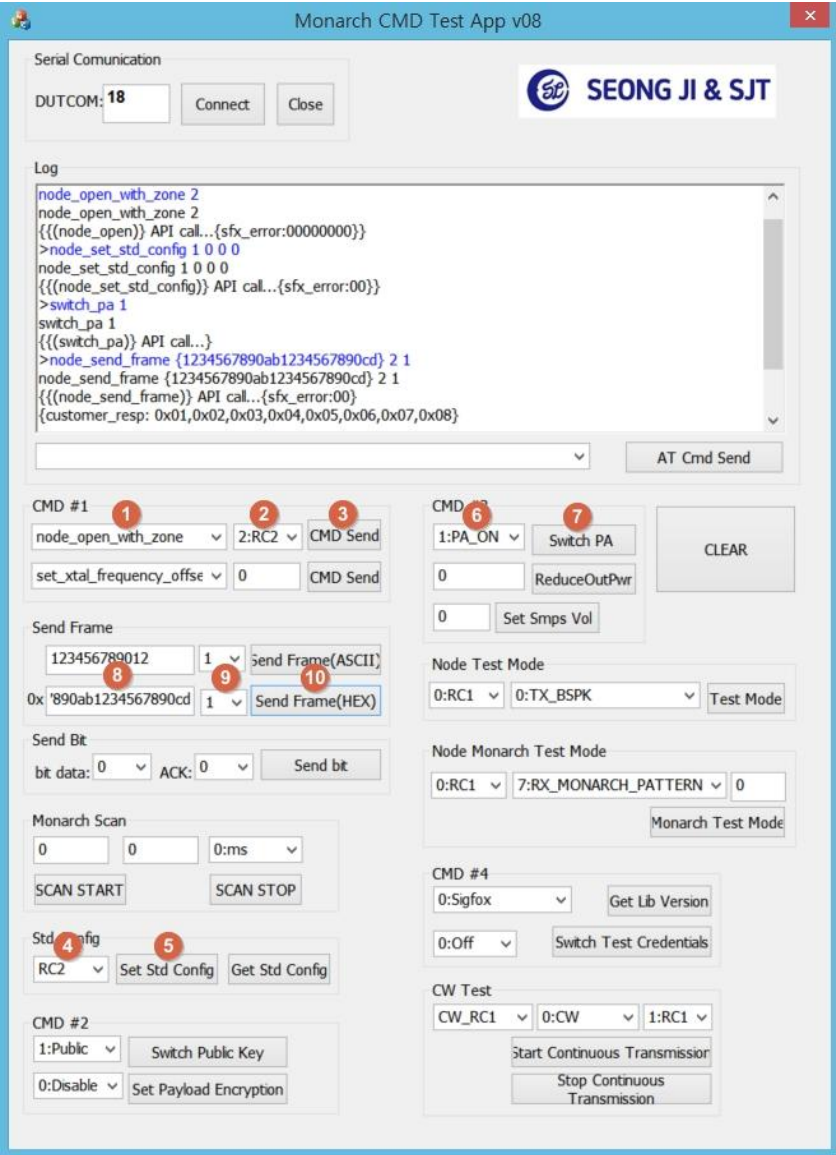 Monarch CMD Test App v08
Serial Comunication
DUTCOM: 18 Connect Close
SEONG JI & SJT
Log
node_open_with_zone 2
node_open_with_zone 2
{{(node_open)} API call...{sfx_error:00000000}}
>node_set_std_config 1 0 0 0
node_set_std_config 1 0 0 0
{{(node_set_std_config)} API call...{sfx_error:00}}
>switch_pa 1
switch_pa 1
{{(switch_pa)} API call...}
>node_send_frame {1234567890ab1234567890cd} 2 1
node_send_frame {1234567890ab1234567890cd} 2 1
{{(node_send_frame)} API call...{sfx_error:00}
{customer_resp: 0x01,0x02,0x03,0x04,0x05,0x06,0x07,0x08}
AT Cmd Send
CMD #1
1 2 3
node_open_with_zone 2:RC2 CMD Send
set_xtal_frequency_offse 0 CMD Send
6 7
1:PA_ON Switch PA
0 ReduceOutPwr
0 Set Smps Vol
CLEAR
Send Frame
123456789012 1 Send Frame(ASCII)
8 9 10
0x '890ab1234567890cd 1 Send Frame(HEX)
Node Test Mode
0:RC1 0:TX_BSPK Test Mode
Send Bit
bit data: 0 ACK: 0 Send bit
Node Monarch Test Mode
0:RC1 7:RX_MONARCH_PATTERN 0
Monarch Test Mode
Monarch Scan
0 0 0:ms
SCAN START SCAN STOP
CMD #4
0:Sigfox Get Lib Version
0:Off Switch Test Credentials
4 5
RC2 Set Std Config Get Std Config
CW Test
CW_RC1 0:CW 1:RC1
Start Continuous Transmission
Stop Continuous
Transmission
CMD #2
1:Public Switch Public Key
0:Disable Set Payload Encryption